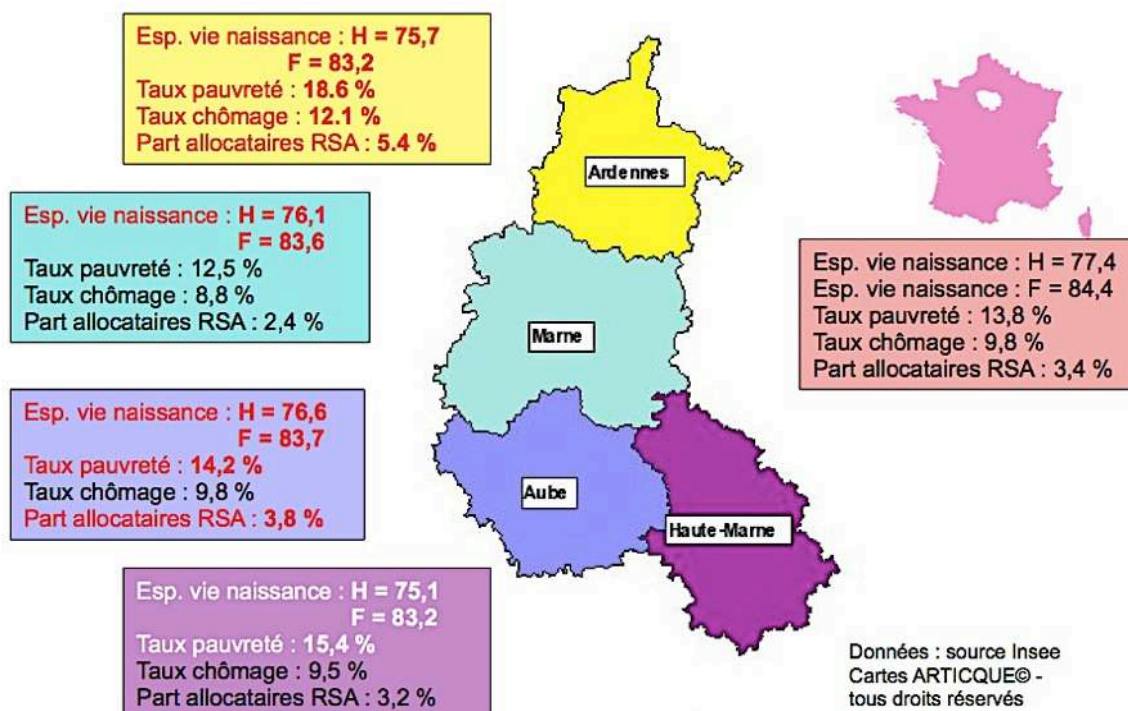 Esp. vie naissance : H = 75,7
F = 83,2
Taux pauvreté : 18.6 %
Taux chômage : 12.1 %
Part allocataires RSA : 5.4 %
Ardennes
Esp. vie naissance : H = 76,1
F = 83,6
Taux pauvreté : 12,5 %
Taux chômage : 8,8 %
Part allocataires RSA : 2,4 %
Marne
Esp. vie naissance : H = 77,4
Esp. vie naissance : F = 84,4
Taux pauvreté : 13,8 %
Taux chômage : 9,8 %
Part allocataires RSA : 3,4 %
Esp. vie naissance : H = 76,6
F = 83,7
Taux pauvreté : 14,2 %
Taux chômage : 9,8 %
Part allocataires RSA : 3,8 %
Aube
Haute-Marne
Esp. vie naissance : H = 75,1
F = 83,2
Taux pauvreté : 15,4 %
Taux chômage : 9,5 %
Part allocataires RSA : 3,2 %
Données : source Insee
Cartes ARTICQUE© -
tous droits réservés